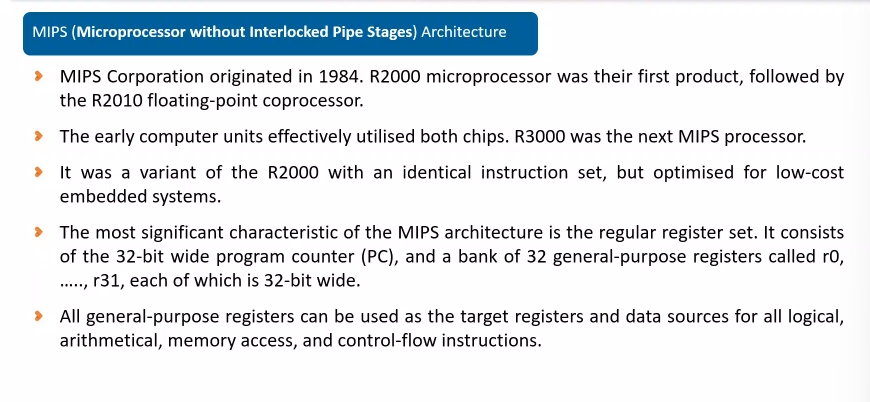 MIPS (Microprocessor without Interlocked Pipe Stages) Architecture
MIPS Corporation originated in 1984. R2000 microprocessor was their first product, followed by
the R2010 floating-point coprocessor.
The early computer units effectively utilised both chips. R3000 was the next MIPS processor.
It was a variant of the R2000 with an identical instruction set, but optimised for low-cost
embedded systems.
The most significant characteristic of the MIPS architecture is the regular register set. It consists
of the 32-bit wide program counter (PC), and a bank of 32 general-purpose registers called r0,
....., r31, each of which is 32-bit wide.
All general-purpose registers can be used as the target registers and data sources for all logical,
arithmetical, memory access, and control-flow instructions.